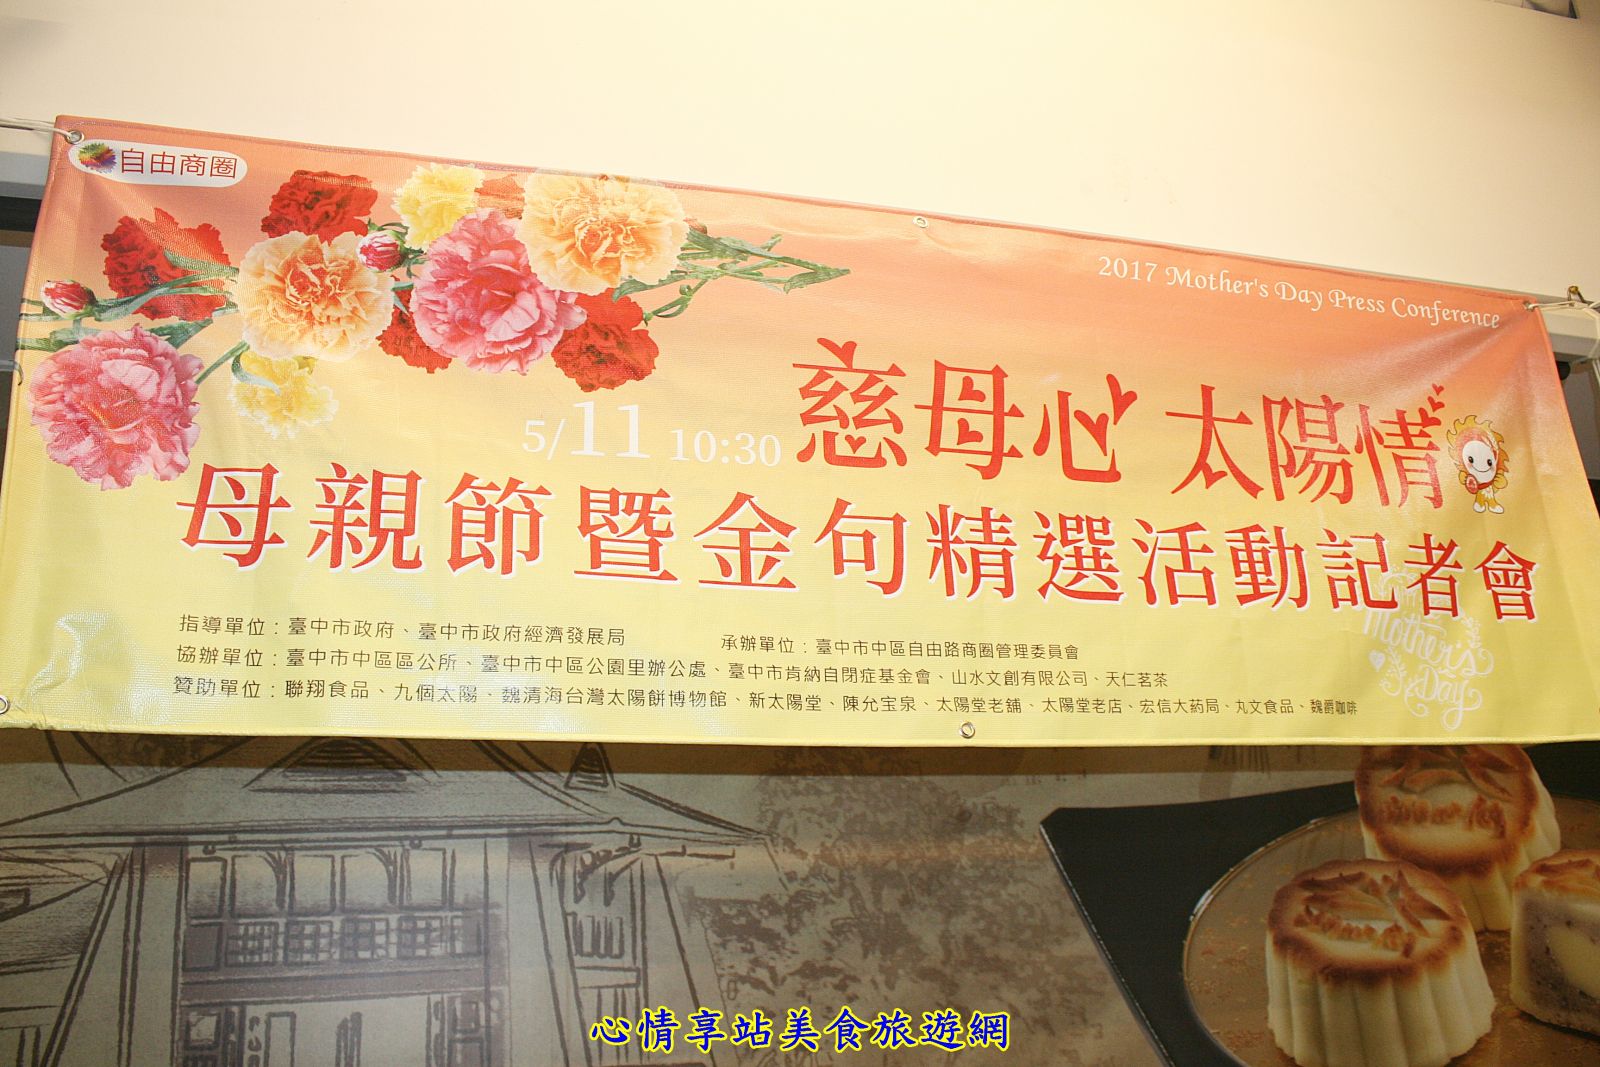 自由商圈
2017 Mother's Day Press Conference
5/11 10:30 慈母心 太陽情
母親節暨金句精選活動記者會
指導單位：臺中市政府、臺中市政府經濟發展局
承辦單位：臺中市中區自由路商圈管理委員會
協辦單位：臺中市中區區公所、臺中市中區公園里辦公處、臺中市肯納自閉症基金會、山水文創有限公司、天仁茗茶
贊助單位：聯翔食品、九個太陽、魏清海台灣太陽餅博物館、新太陽堂、陳允宝泉、太陽堂老舖、太陽堂老店、宏信大葯局、丸文食品、魏爵咖啡
Mother's
Day
心情享站美食旅遊網